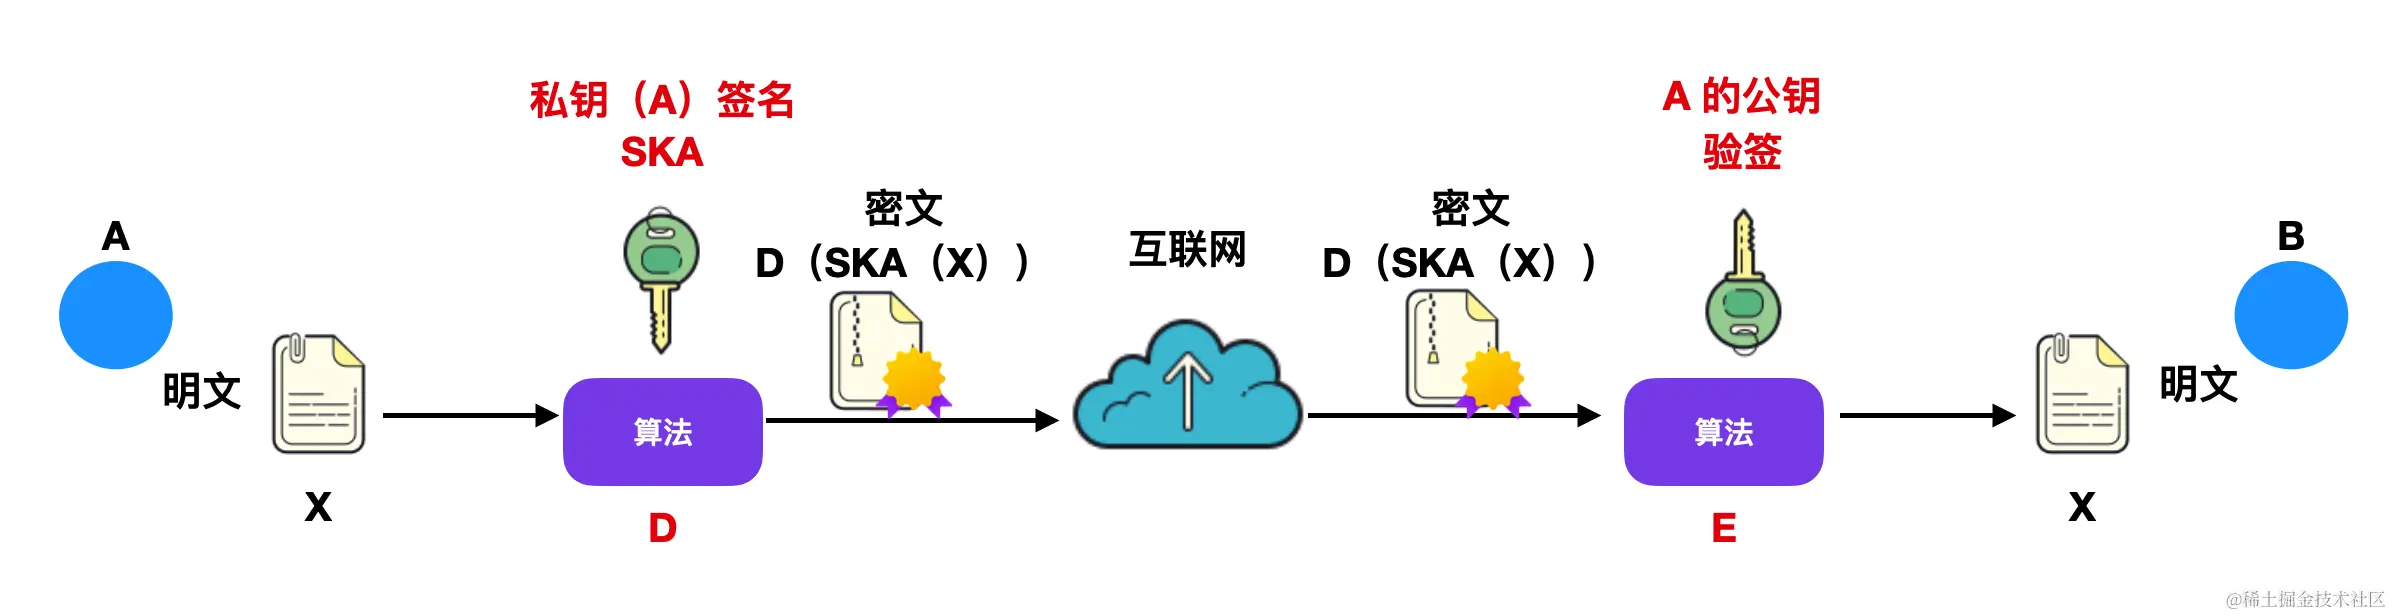 A
明文
X
私钥（A）签名
SKA
算法
D
密文
D（SKA（X））
互联网
密文
D（SKA（X））
A 的公钥
验签
算法
E
X
明文
B
@稀土掘金技术社区